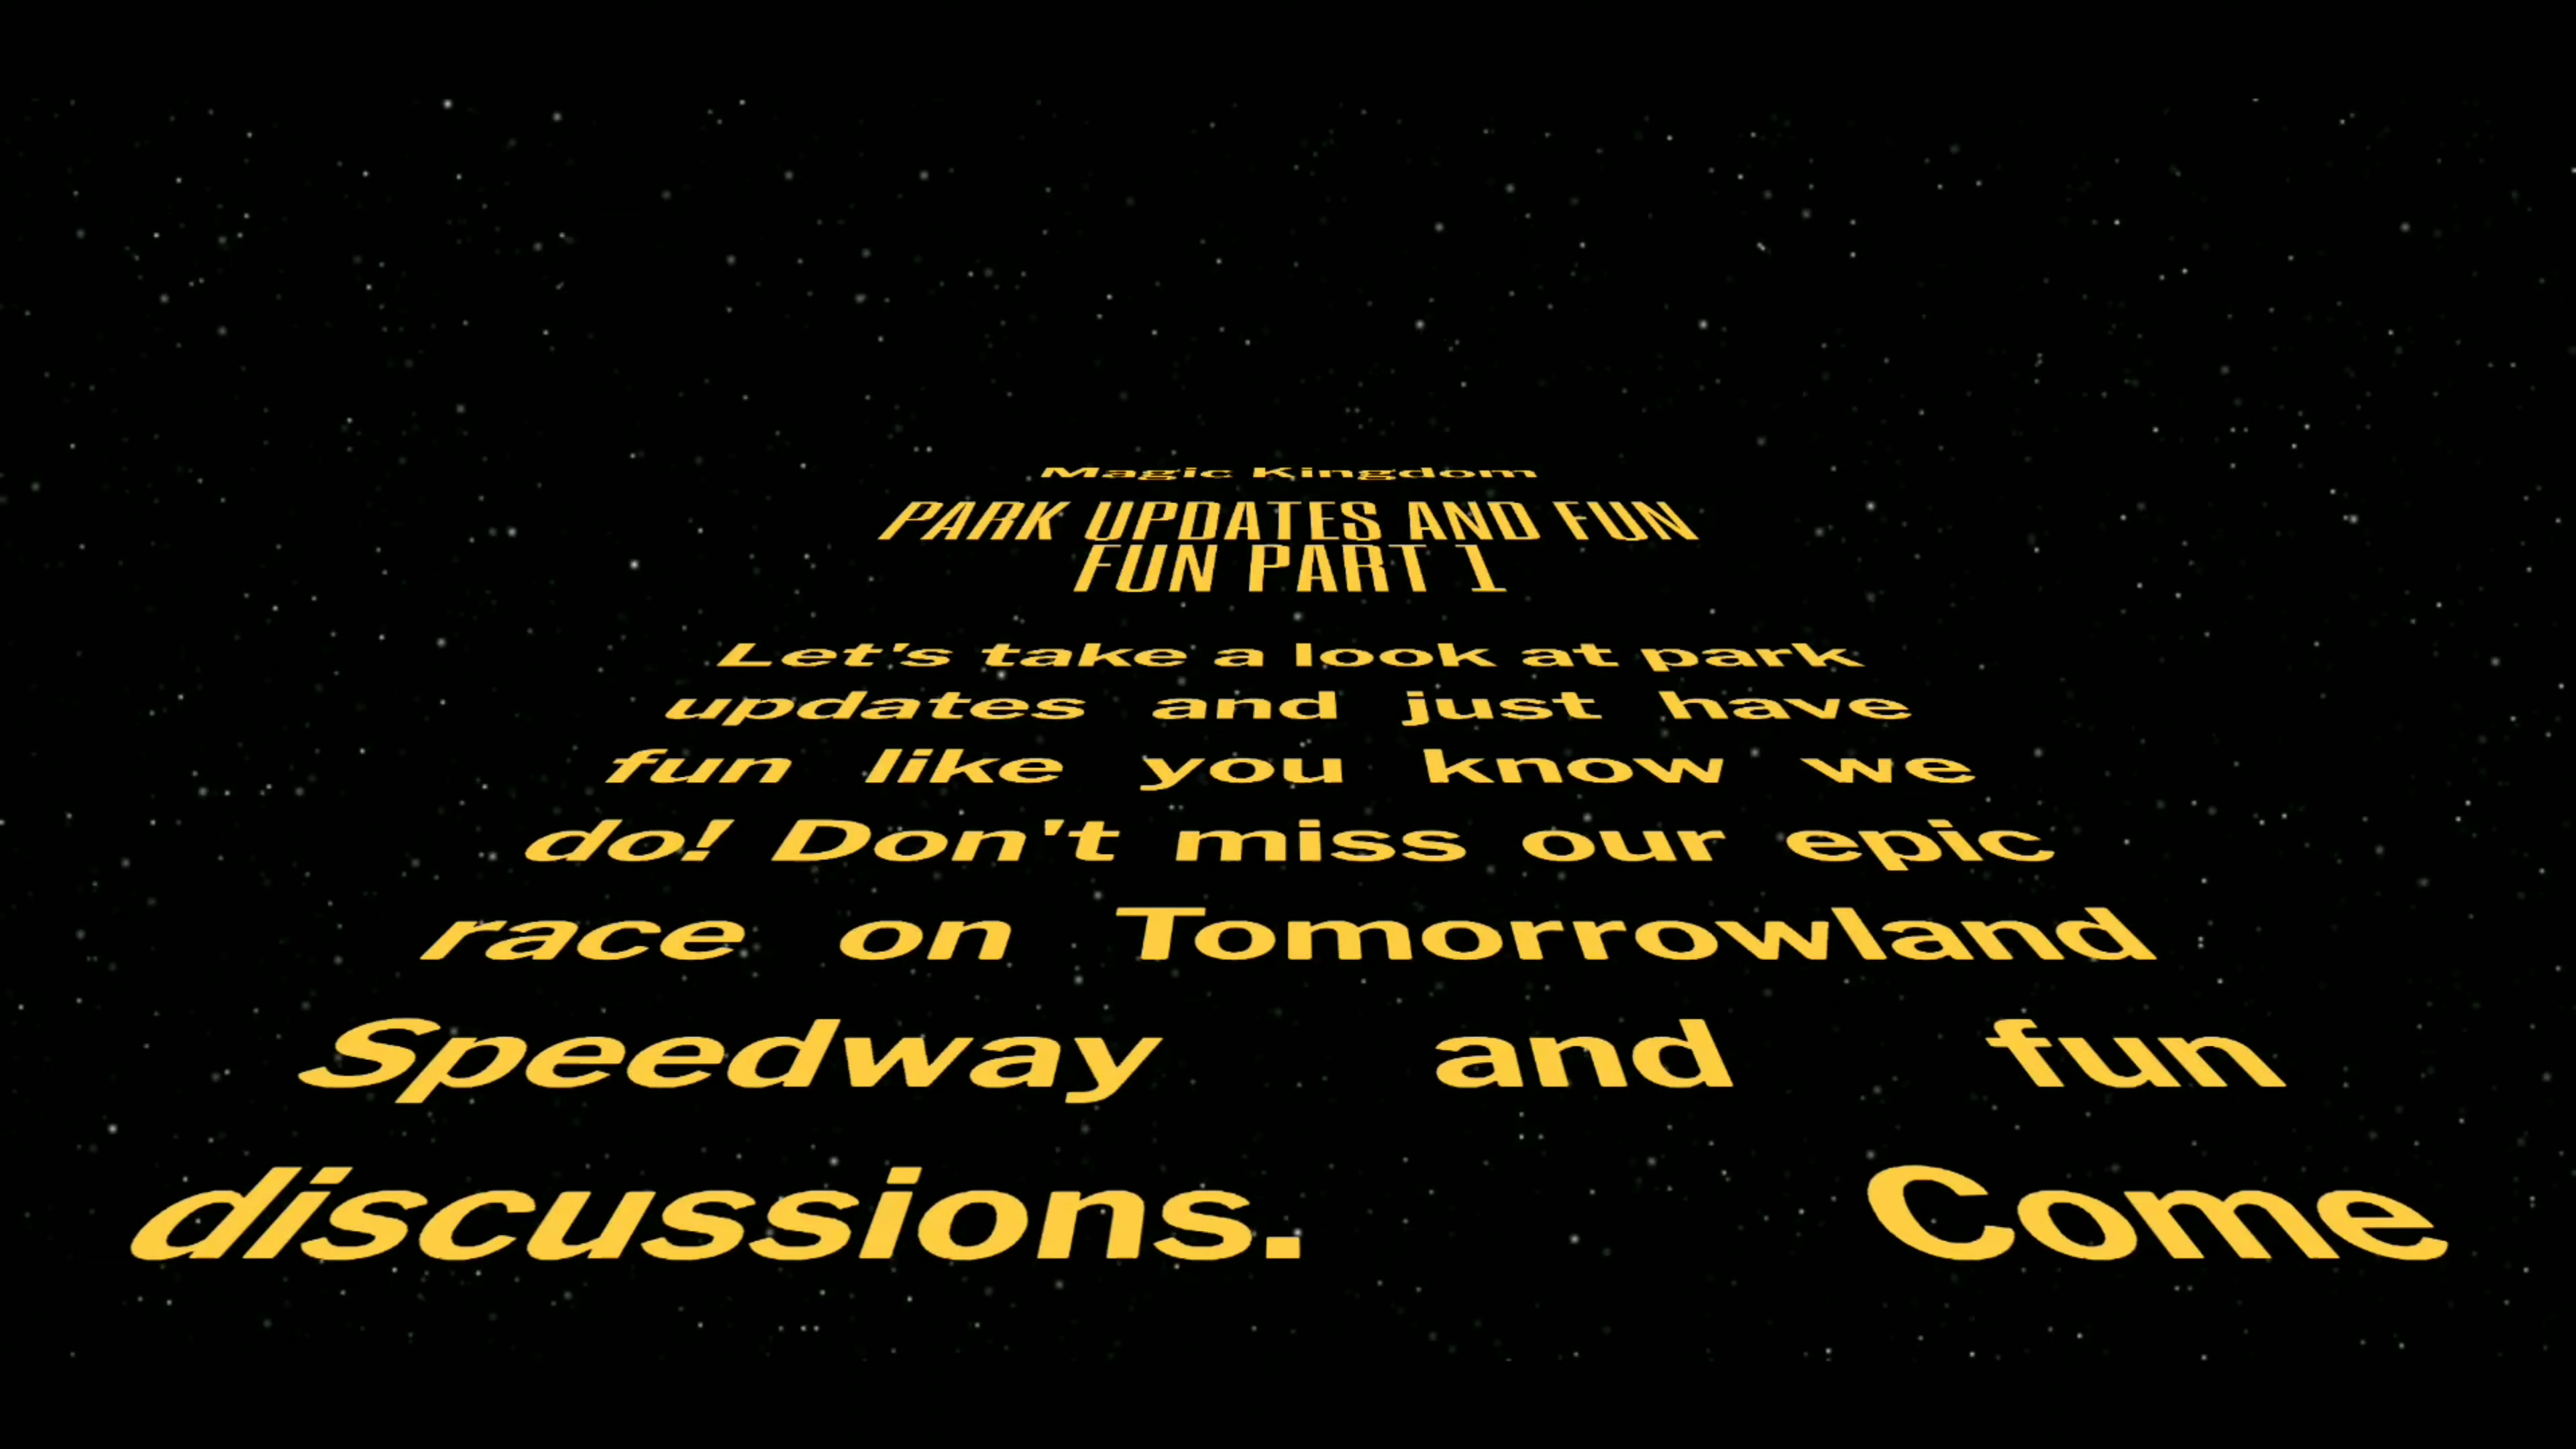 Magic Kingdom
PARK UPDATES AND FUN
FUN PART 1
Let's take a look at park
updates and just have
fun like you know we
do! Don't miss our epic
race on Tomorrowland
Speedway and fun
discussions. Come